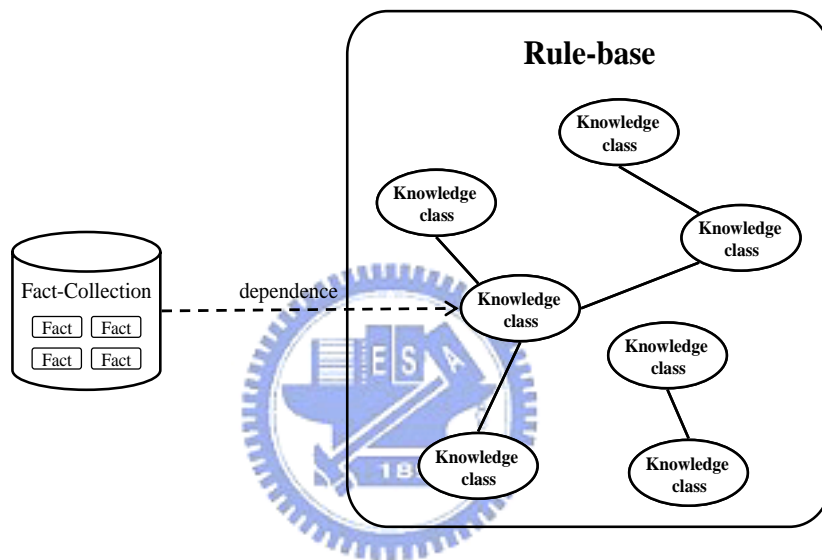 Rule-base
Knowledge
class
Knowledge
class
Knowledge
class
Fact-Collection
Fact Fact
Fact Fact
dependence
Knowledge
class
Knowledge
class
Knowledge
class
Knowledge
class
E S A